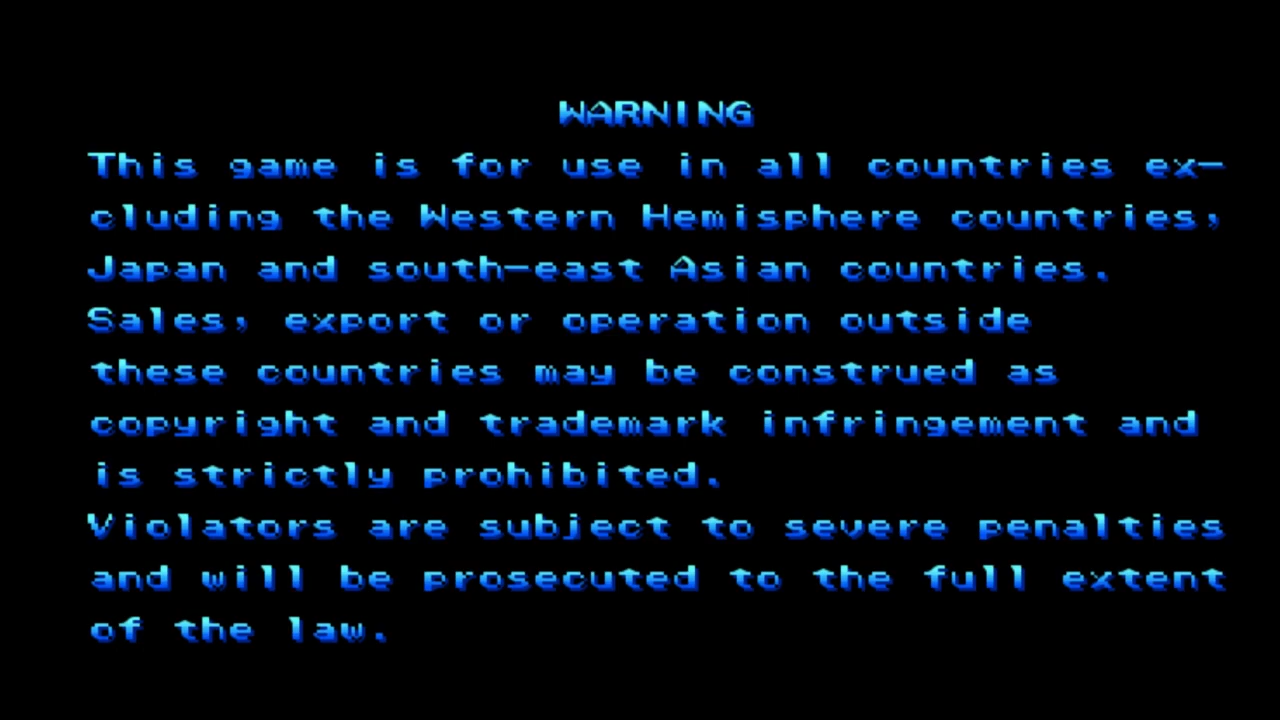 WARNING
This game is for use in all countries ex-
cluding the Western Hemisphere countries,
Japan and south-east Asian countries.
Sales, export or operation outside
these countries may be construed as
copyright and trademark infringement and
is strictly prohibited.
Violators are subject to severe penalties
and will be prosecuted to the full extent
of the law.